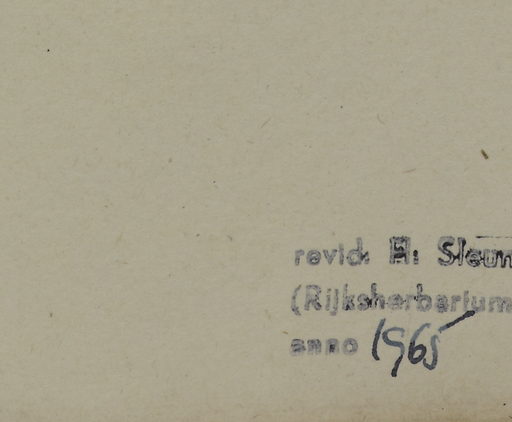 revid. H. Sleum
(Rijksherbarium
anno 1965